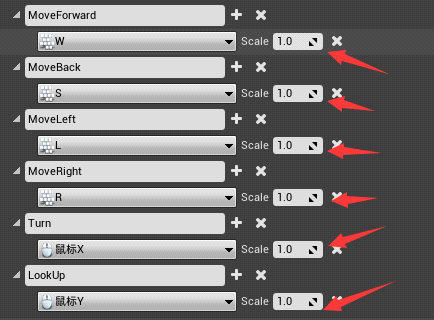 MoveForward
W Scale 1.0
MoveBack
S Scale 1.0
MoveLeft
L Scale 1.0
MoveRight
R Scale 1.0
Turn
鼠标X Scale 1.0
LookUp
鼠标Y Scale 1.0